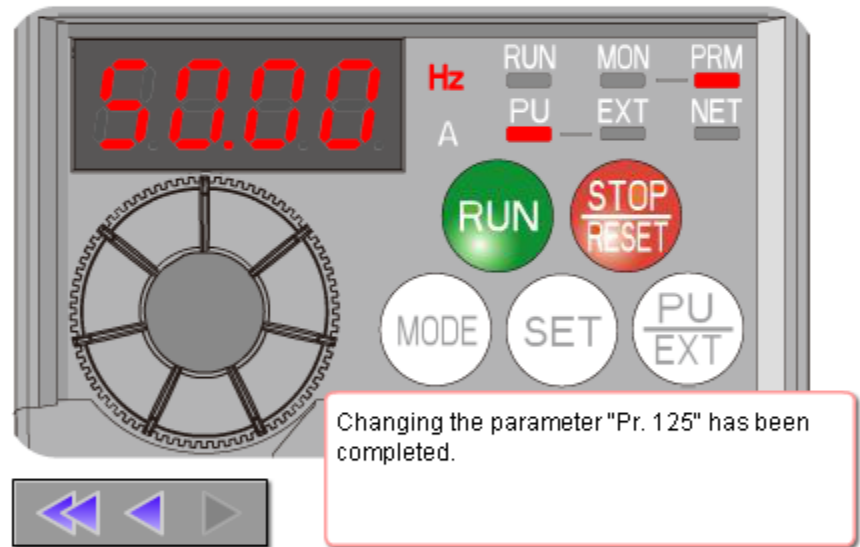 50.00
Hz
RUN MON PRM
PU EXT NET
A
RUN
STOP
RESET
MODE
SET
PU
EXT
Changing the parameter "Pr. 125" has been
completed.